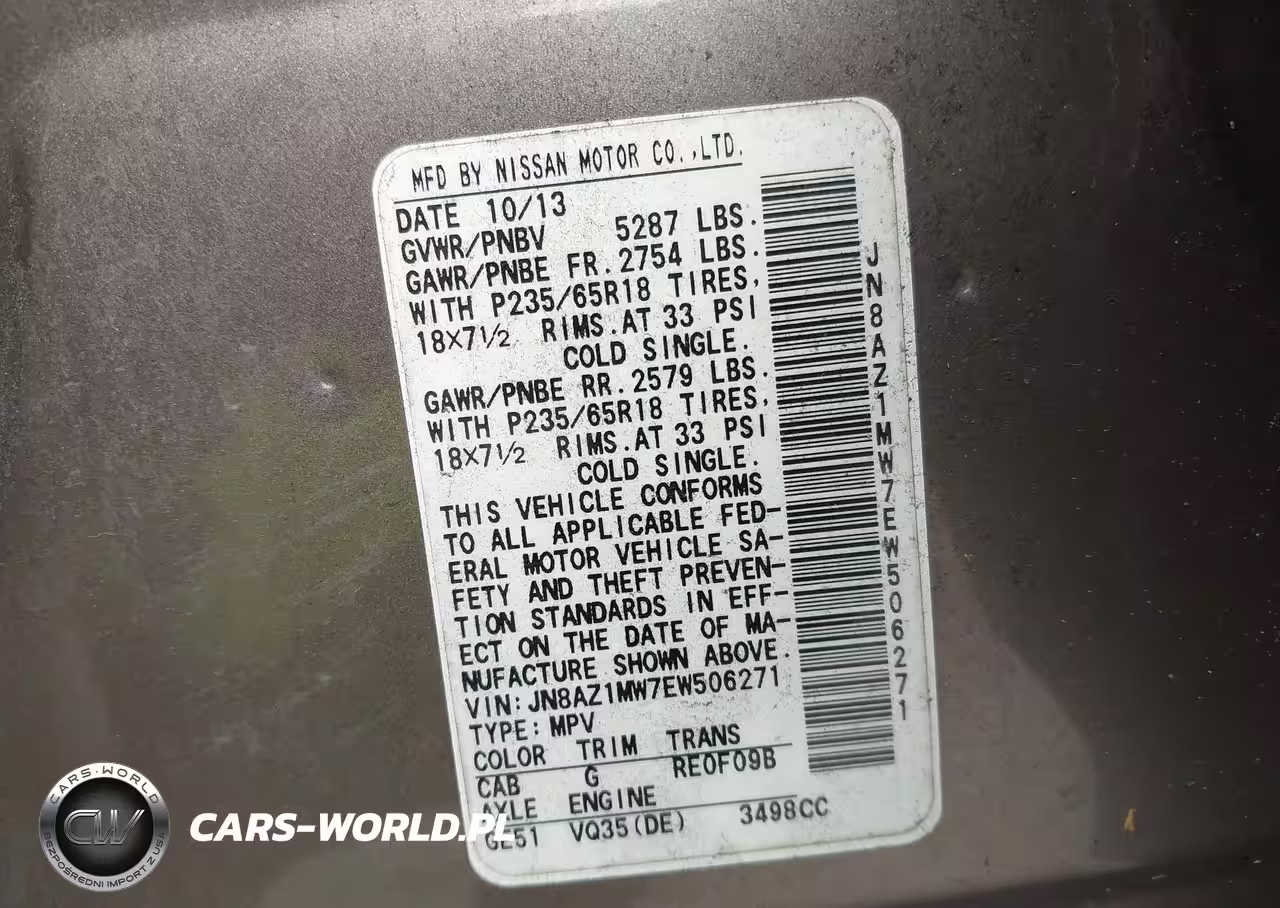 MFD BY NISSAN MOTOR CO.,LTD.
DATE 10/13
GVWR/PNBV 5287 LBS.
GAWR/PNBE FR.2754 LBS.
WITH P235/65R18 TIRES,
18X7½ RIMS.AT 33 PSI
COLD SINGLE.
GAWR/PNBE RR.2579 LBS.
WITH P235/65R18 TIRES,
18X7½ RIMS.AT 33 PSI
COLD SINGLE.
THIS VEHICLE CONFORMS
TO ALL APPLICABLE FED-
ERAL MOTOR VEHICLE SA-
FETY AND THEFT PREVEN-
TION STANDARDS IN EFF-
ECT ON THE DATE OF MA-
NUFACTURE SHOWN ABOVE.
VIN:JN8AZ1MW7EW506271
TYPE:MPV
COLOR TRIM TRANS
CAB G RE0F09B
AXLE ENGINE
GE51 VQ35(DE) 3498CC
JN8AZ1MW7EW506271
CARS-WORLD
CW
BEZPOŚREDNI IMPORT Z USA
CARS-WORLD.PL